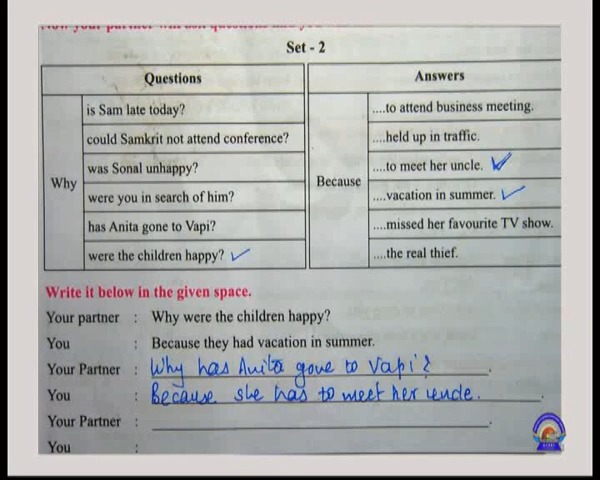 Set - 2
Questions Answers
Why Because
is Sam late today? ....to attend business meeting.
could Samkrit not attend conference? ....held up in traffic.
was Sonal unhappy? ....to meet her uncle.
were you in search of him? ....vacation in summer.
has Anita gone to Vapi? ....missed her favourite TV show.
were the children happy? ....the real thief.
Write it below in the given space.
Your partner : Why were the children happy?
You : Because they had vacation in summer.
Your Partner : Why has Anita gone to Vapi?
You : Because she has to meet her uncle.
Your Partner :
You :